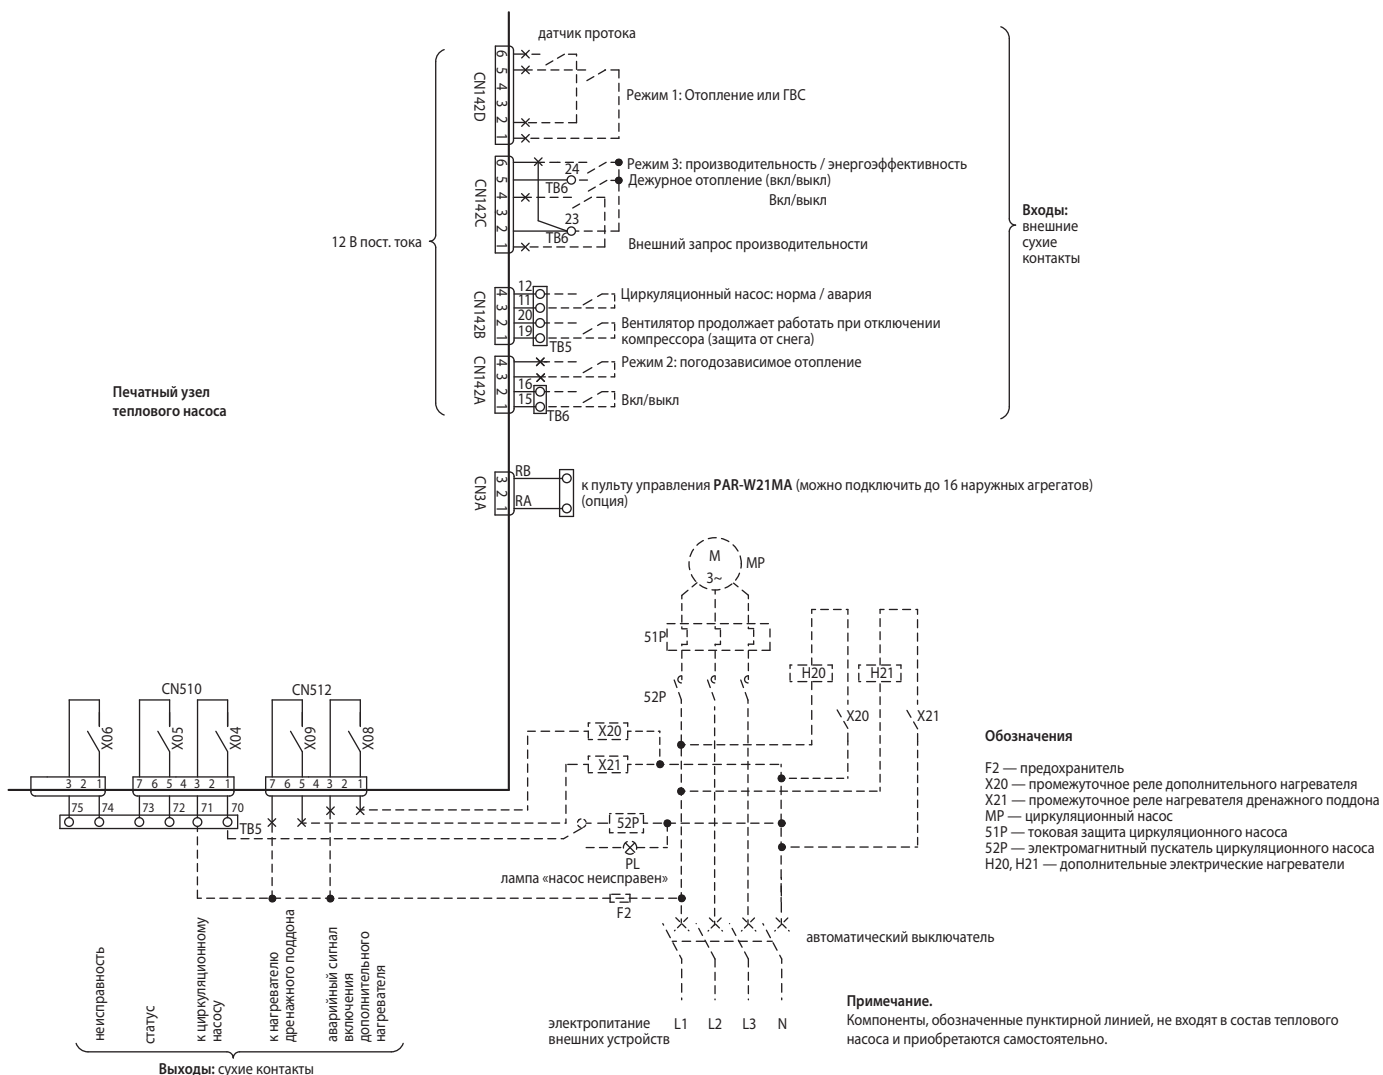 датчик протока
CN142D
6
5
4
3
2
1
Режим 1: Отопление или ГВС
CN142C
6
5
4
3
2
1
24
TB6
23
TB6
Режим 3: производительность / энергоэффективность
Дежурное отопление (вкл/выкл)
Вкл/выкл
Внешний запрос производительности
12 В пост. тока
Входы:
внешние
сухие
контакты
CN142B
4
3
2
1
12
11
20
19
TB5
Циркуляционный насос: норма / авария
Вентилятор продолжает работать при отключении
компрессора (защита от снега)
CN142A
4
3
2
1
16
15
TB6
Режим 2: погодозависимое отопление
Вкл/выкл
Печатный узел
теплового насоса
CN3A
3
2
1
RB
RA
к пульту управления PAR-W21MA (можно подключить до 16 наружных агрегатов)
(опция)
M
3~
MP
51P
52P
H20
H21
X20
X21
CN510
CN512
X06
X05
X04
X09
X08
X20
X21
3 2 1
7 6 5 4 3 2 1
7 6 5 4 3 2 1
75 74 73 72 71 70
TB5
52P
PL
лампа «насос неисправен»
F2
Обозначения
F2 — предохранитель
X20 — промежуточное реле дополнительного нагревателя
X21 — промежуточное реле нагревателя дренажного поддона
MP — циркуляционный насос
51P — токовая защита циркуляционного насоса
52P — электромагнитный пускатель циркуляционного насоса
H20, H21 — дополнительные электрические нагреватели
автоматический выключатель
неисправность
статус
к циркуляционному
насосу
к нагревателю
дренажного поддона
аварийный сигнал
включения
дополнительного
нагревателя
Выходы: сухие контакты
электропитание
внешних устройств
L1 L2 L3 N
Примечание.
Компоненты, обозначенные пунктирной линией, не входят в состав теплового
насоса и приобретаются самостоятельно.